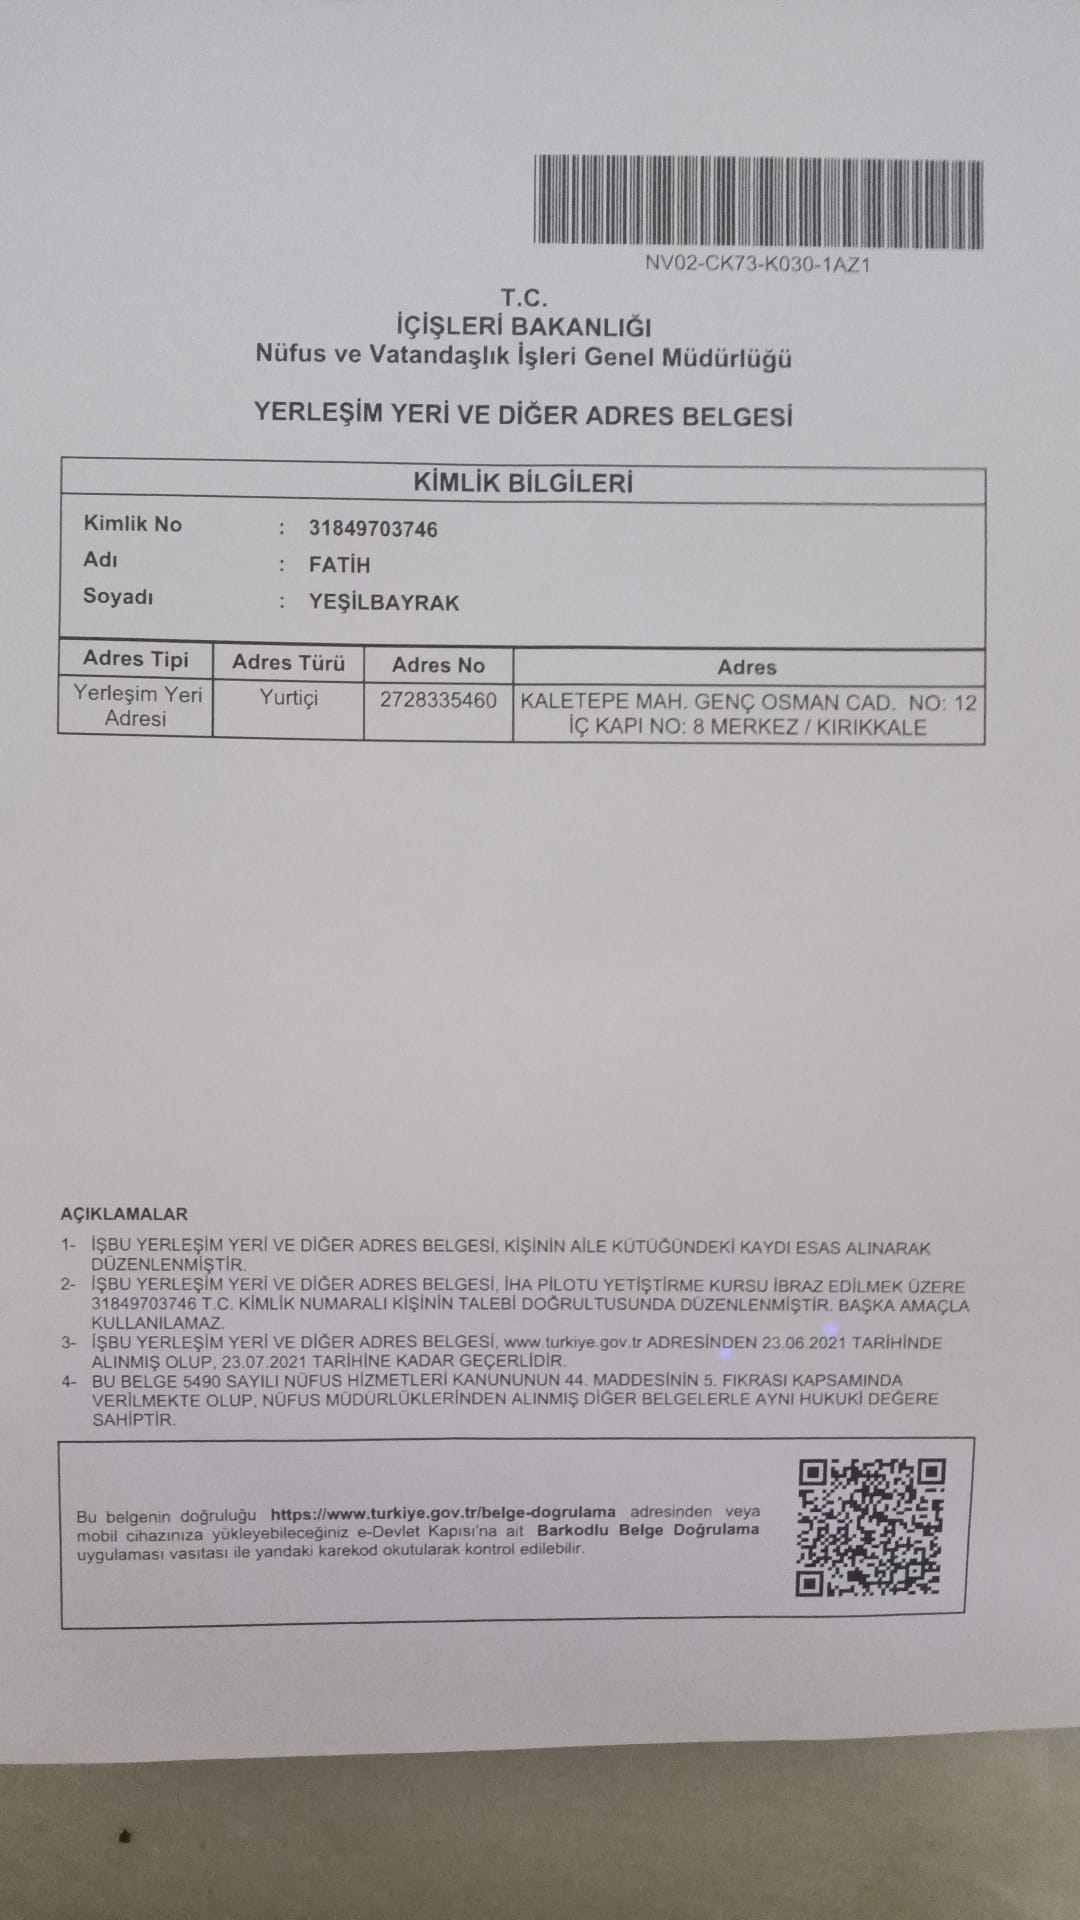 NV02-CK73-K030-1AZ1
T.C.
İÇİŞLERİ BAKANLIĞI
Nüfus ve Vatandaşlık İşleri Genel Müdürlüğü
YERLEŞİM YERİ VE DİĞER ADRES BELGESİ
KİMLİK BİLGİLERİ
Kimlik No : 31849703746
Adı : FATİH
Soyadı : YEŞİLBAYRAK
Adres Tipi Adres Türü Adres No Adres
Yerleşim Yeri Adresi Yurtiçi 2728335460 KALETEPE MAH. GENÇ OSMAN CAD. NO: 12
İÇ KAPI NO: 8 MERKEZ / KIRIKKALE
AÇIKLAMALAR
1- İŞBU YERLEŞİM YERİ VE DİĞER ADRES BELGESİ, KİŞİNİN AİLE KÜTÜĞÜNDEKİ KAYDI ESAS ALINARAK
DÜZENLENMİŞTİR.
2- İŞBU YERLEŞİM YERİ VE DİĞER ADRES BELGESİ, İHA PİLOTU YETİŞTİRME KURSU İBRAZ EDİLMEK ÜZERE
31849703746 T.C. KİMLİK NUMARALI KİŞİNİN TALEBİ DOĞRULTUSUNDA DÜZENLENMİŞTİR. BAŞKA AMAÇLA
KULLANILAMAZ.
3- İŞBU YERLEŞİM YERİ VE DİĞER ADRES BELGESİ, www.turkiye.gov.tr ADRESİNDEN 23.06.2021 TARİHİNDE
ALINMIŞ OLUP, 23.07.2021 TARİHİNE KADAR GEÇERLİDİR.
4- BU BELGE 5490 SAYILI NÜFUS HİZMETLERİ KANUNUNUN 44. MADDESİNİN 5. FIKRASI KAPSAMINDA
VERİLMEKTE OLUP, NÜFUS MÜDÜRLÜKLERİNDEN ALINMIŞ DİĞER BELGELERLE AYNI HUKUKİ DEĞERE
SAHİPTİR.
Bu belgenin doğruluğu https://www.turkiye.gov.tr/belge-dogrulama adresinden veya
mobil cihazınıza yükleyebileceğiniz e-Devlet Kapısı'na ait Barkodlu Belge Doğrulama
uygulaması vasıtası ile yandaki karekod okutularak kontrol edilebilir.